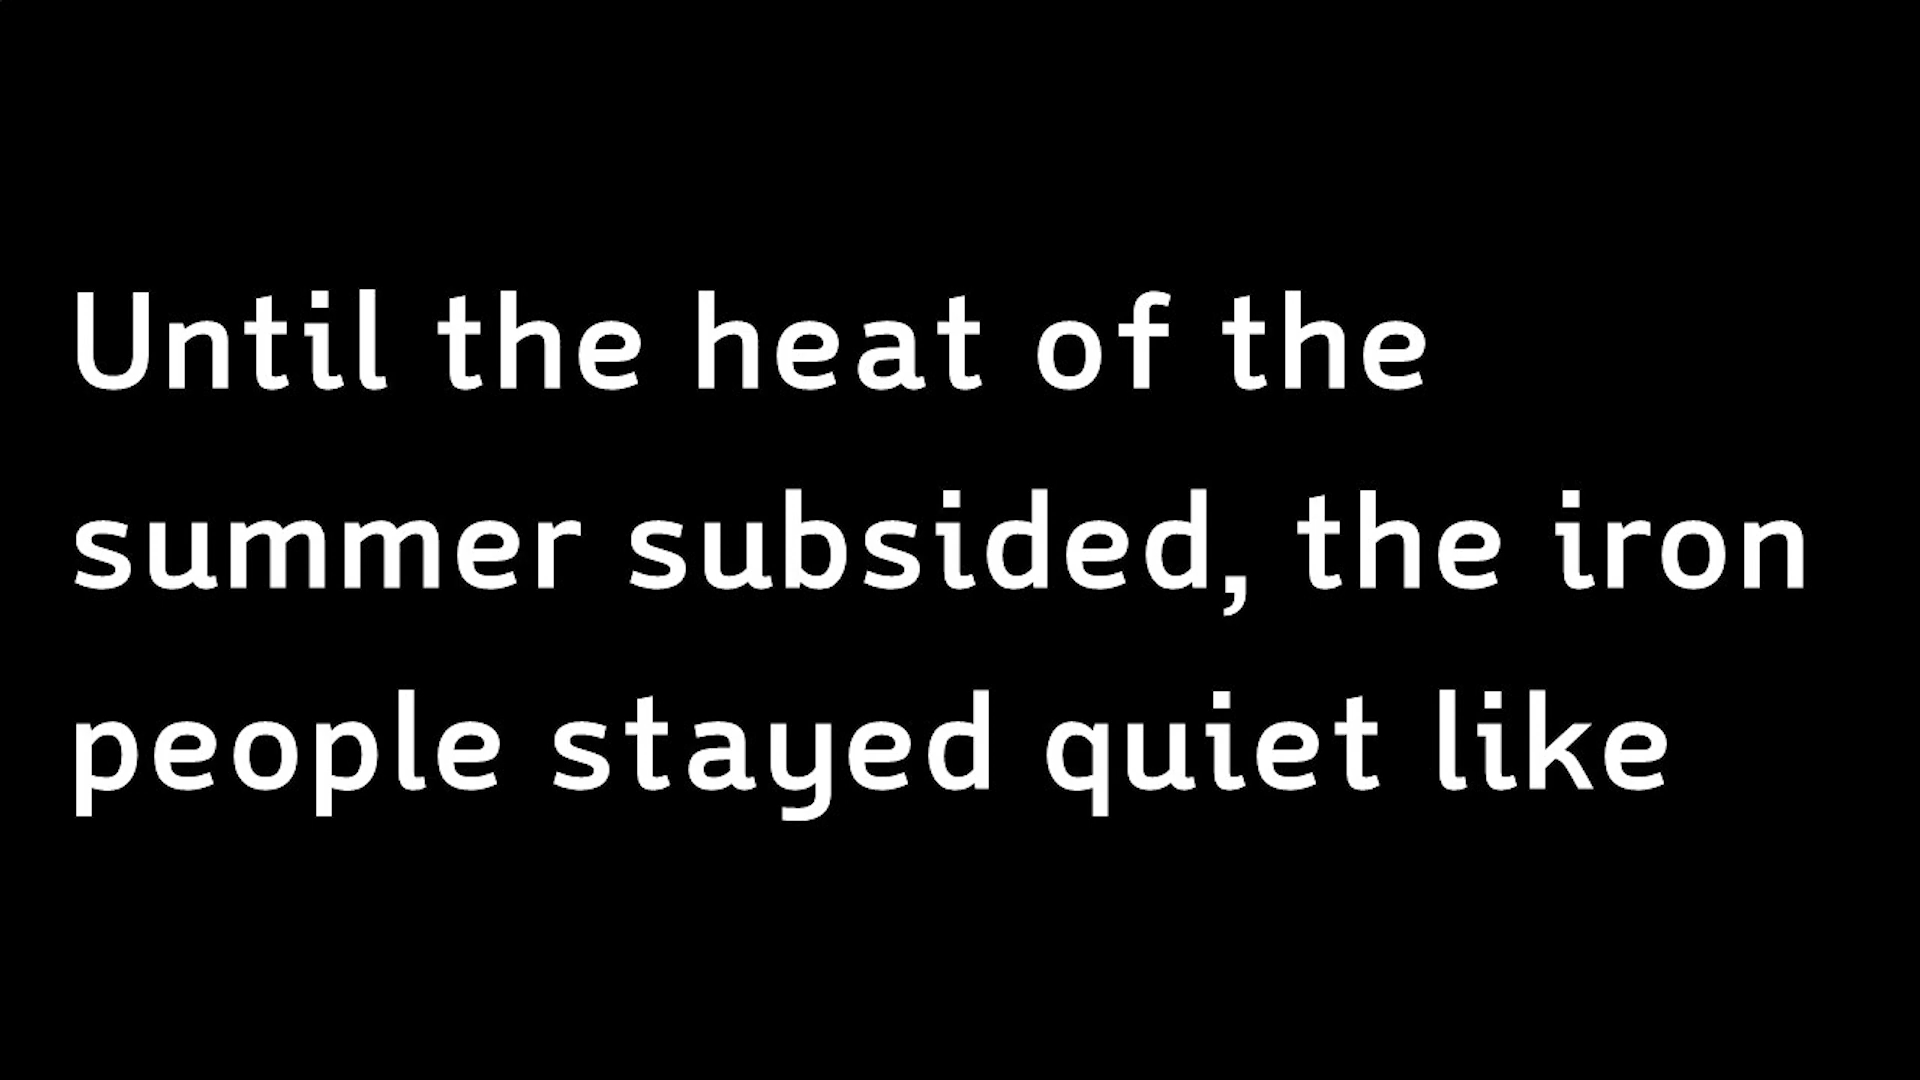 Until the heat of the
summer subsided, the iron
people stayed quiet like